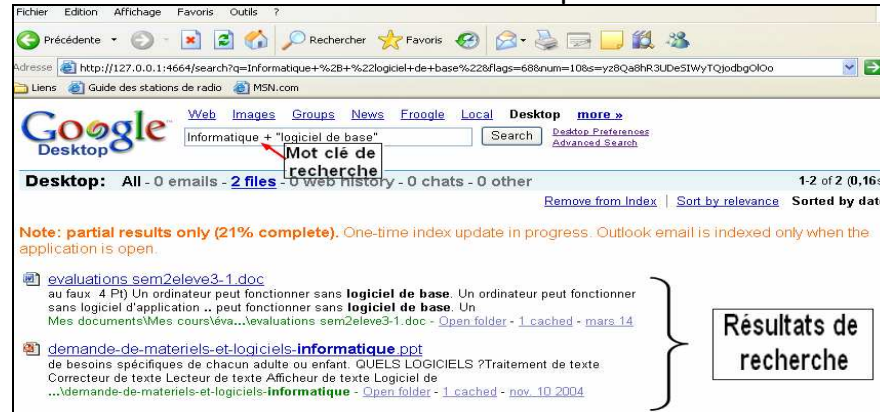 Fichier Edition Affichage Favoris Outils ?
Précédente Rechercher Favoris
Adresse http://127.0.0.1:4664/search?q=Informatique+%2B+%22logiciel+de+base%22&flags=68&num=10&s=yz8Qa8hR3UDeSIWyTQjodbgOlOo
Liens Guide des stations de radio MSN.com
Web Images Groups News Froogle Local Desktop more »
Google Desktop
Informatique + "logiciel de base" Search Desktop Preferences
Advanced Search
Mot clé de
recherche
Desktop: All - 0 emails - 2 files - 0 web history - 0 chats - 0 other 1-2 of 2 (0,16s
Remove from Index | Sort by relevance Sorted by dat
Note: partial results only (21% complete). One-time index update in progress. Outlook email is indexed only when the
application is open.
evaluations sem2eleve3-1.doc
au faux 4 Pt) Un ordinateur peut fonctionner sans logiciel de base. Un ordinateur peut fonctionner
sans logiciel d'application .. peut fonctionner sans logiciel de base. Un
Mes documents\Mes cours\éva...\evaluations sem2eleve3-1.doc - Open folder - 1 cached - mars 14
demande-de-materiels-et-logiciels-informatique.ppt
de besoins spécifiques de chacun adulte ou enfant. QUELS LOGICIELS ?Traitement de texte
Correcteur de texte Lecteur de texte Afficheur de texte Logiciel de
...\demande-de-materiels-et-logiciels-informatique - Open folder - 1 cached - nov. 10 2004
Résultats de
recherche